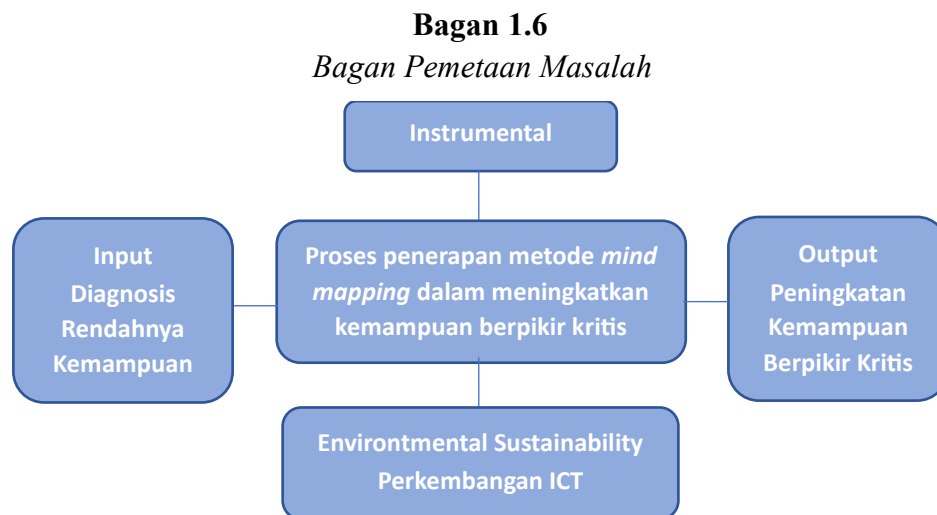 Bagan 1.6
Bagan Pemetaan Masalah
Instrumental
Input
Diagnosis
Rendahnya
Kemampuan
Proses penerapan metode mind
mapping dalam meningkatkan
kemampuan berpikir kritis
Output
Peningkatan
Kemampuan
Berpikir Kritis
Environtmental Sustainability
Perkembangan ICT